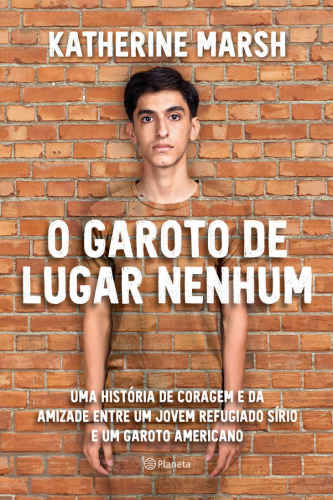 KATHERINE MARSH
O GAROTO DE
LUGAR NENHUM
UMA HISTÓRIA DE CORAGEM E DA
AMIZADE ENTRE UM JOVEM REFUGIADO SÍRIO
E UM GAROTO AMERICANO
Planeta